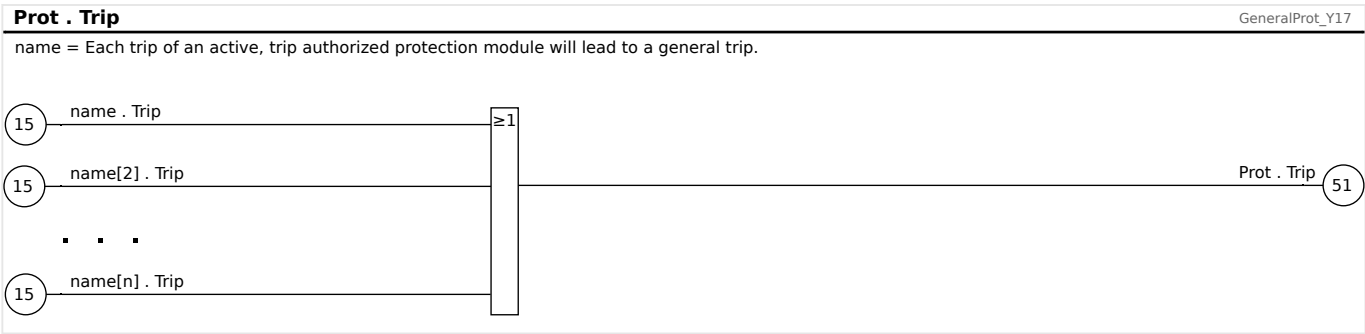 Prot . Trip
GeneralProt_Y17
name = Each trip of an active, trip authorized protection module will lead to a general trip.
name . Trip
15
≥1
name[2] . Trip
15
Prot . Trip
51
. . .
name[n] . Trip
15